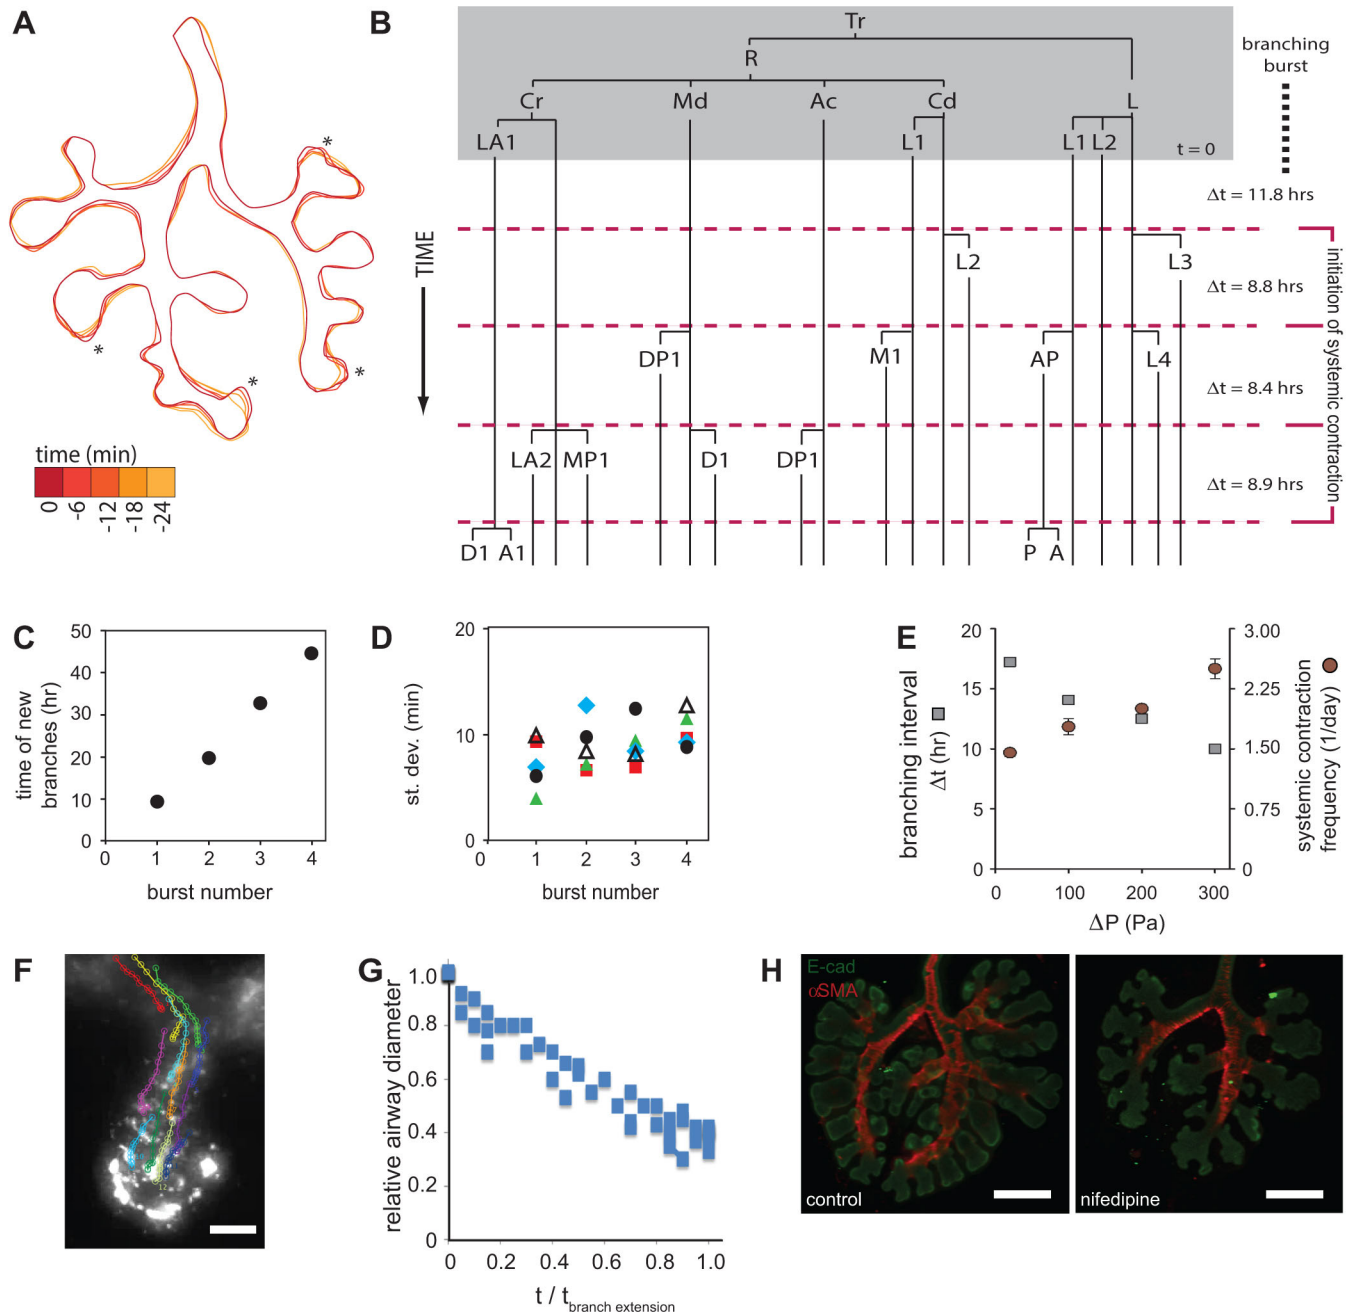 A
*
*
*
*
time (min)
0 -6 -12 -18 -24
B
Tr
R
Cr Md Ac Cd L
LA1 L1 L1 L2
t = 0
branching
burst
TIME
Δt = 11.8 hrs
L2 L3
Δt = 8.8 hrs
DP1 M1 AP L4
Δt = 8.4 hrs
LA2 MP1 D1 DP1
Δt = 8.9 hrs
D1 A1 P A
initiation of systemic contraction
C
time of new
branches (hr)
50
40
30
20
10
0
0 1 2 3 4
burst number
D
st. dev. (min)
20
10
0
0 1 2 3 4
burst number
E
branching interval
Δt (hr)
20
15
10
5
0
3.00
2.25
1.50
0.75
0
systemic contraction
frequency (1/day)
0 100 200 300
ΔP (Pa)
F
12
G
relative airway diameter
1.0
0.8
0.6
0.4
0.2
0
0 0.2 0.4 0.6 0.8 1.0
t / t branch extension
H
E-cad
αSMA
control
nifedipine